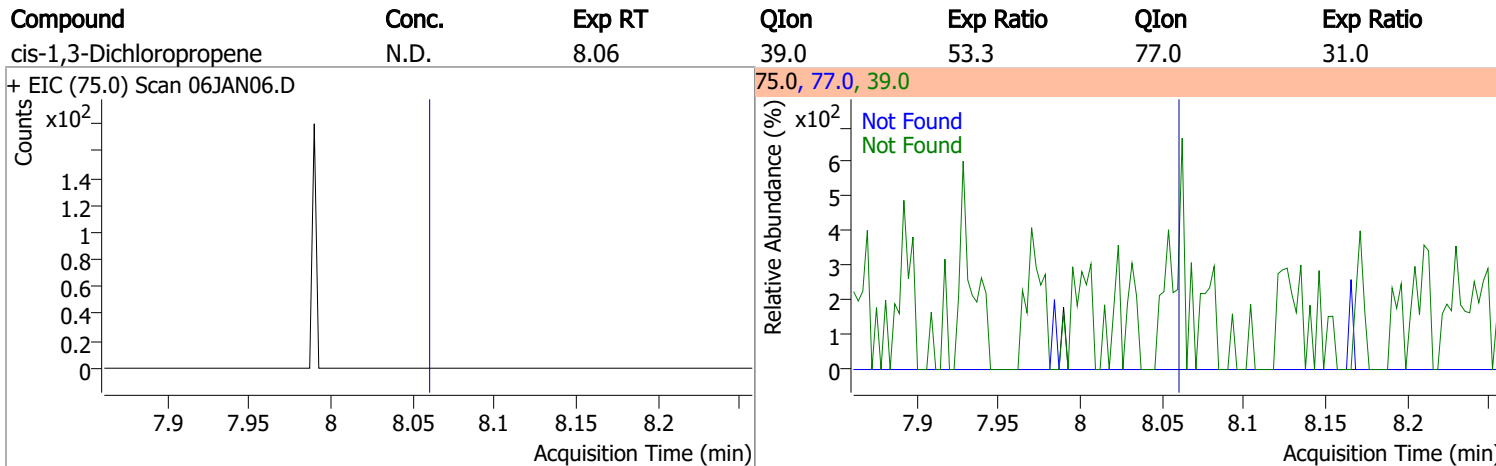 Compound Conc. Exp RT QIon Exp Ratio QIon Exp Ratio
cis-1,3-Dichloropropene N.D. 8.06 39.0 53.3 77.0 31.0
+ EIC (75.0) Scan 06JAN06.D
Counts
x10²
1.4
1.2
1
0.8
0.6
0.4
0.2
0
7.9 7.95 8 8.05 8.1 8.15 8.2
Acquisition Time (min)
75.0, 77.0, 39.0
Relative Abundance (%)
x10²
Not Found
Not Found
6
5
4
3
2
1
0
7.9 7.95 8 8.05 8.1 8.15 8.2
Acquisition Time (min)